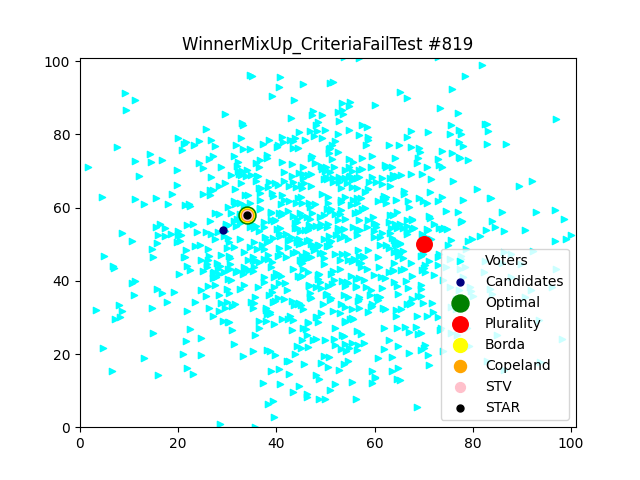 WinnerMixUp_CriteriaFailTest #819
100
80
60
40
20
0
0
20
40
60
80
100
Voters
Candidates
Optimal
Plurality
Borda
Copeland
STV
STAR